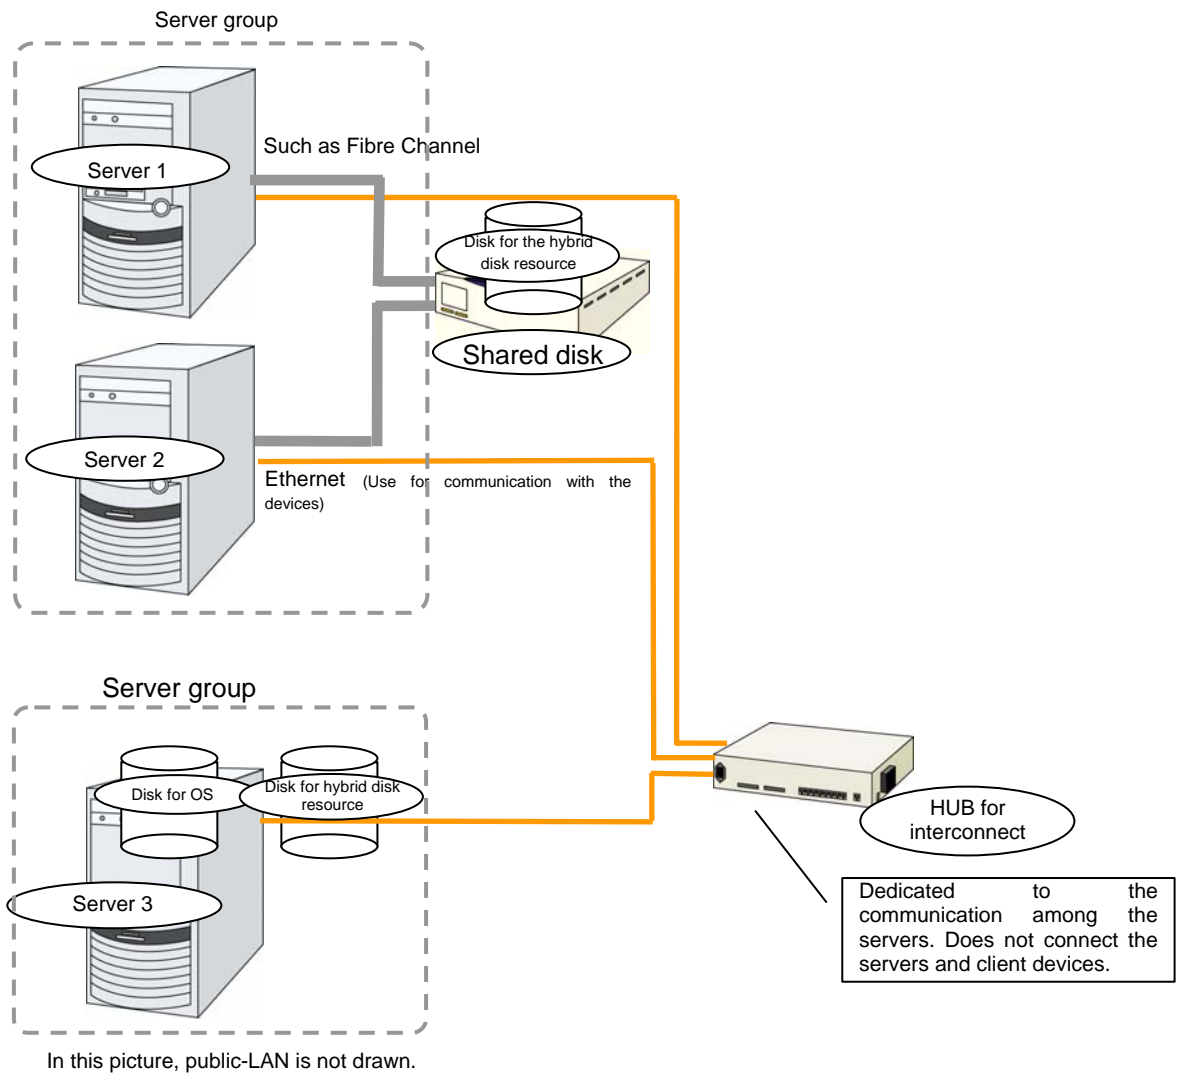 Server group
Server 1
Such as Fibre Channel
Disk for the hybrid
disk resource
Shared disk
Server 2
Ethernet (Use for communication with the
devices)
Server group
Disk for OS
Disk for hybrid disk
resource
Server 3
HUB for
interconnect
Dedicated to the
communication among the
servers. Does not connect the
servers and client devices.
In this picture, public-LAN is not drawn.